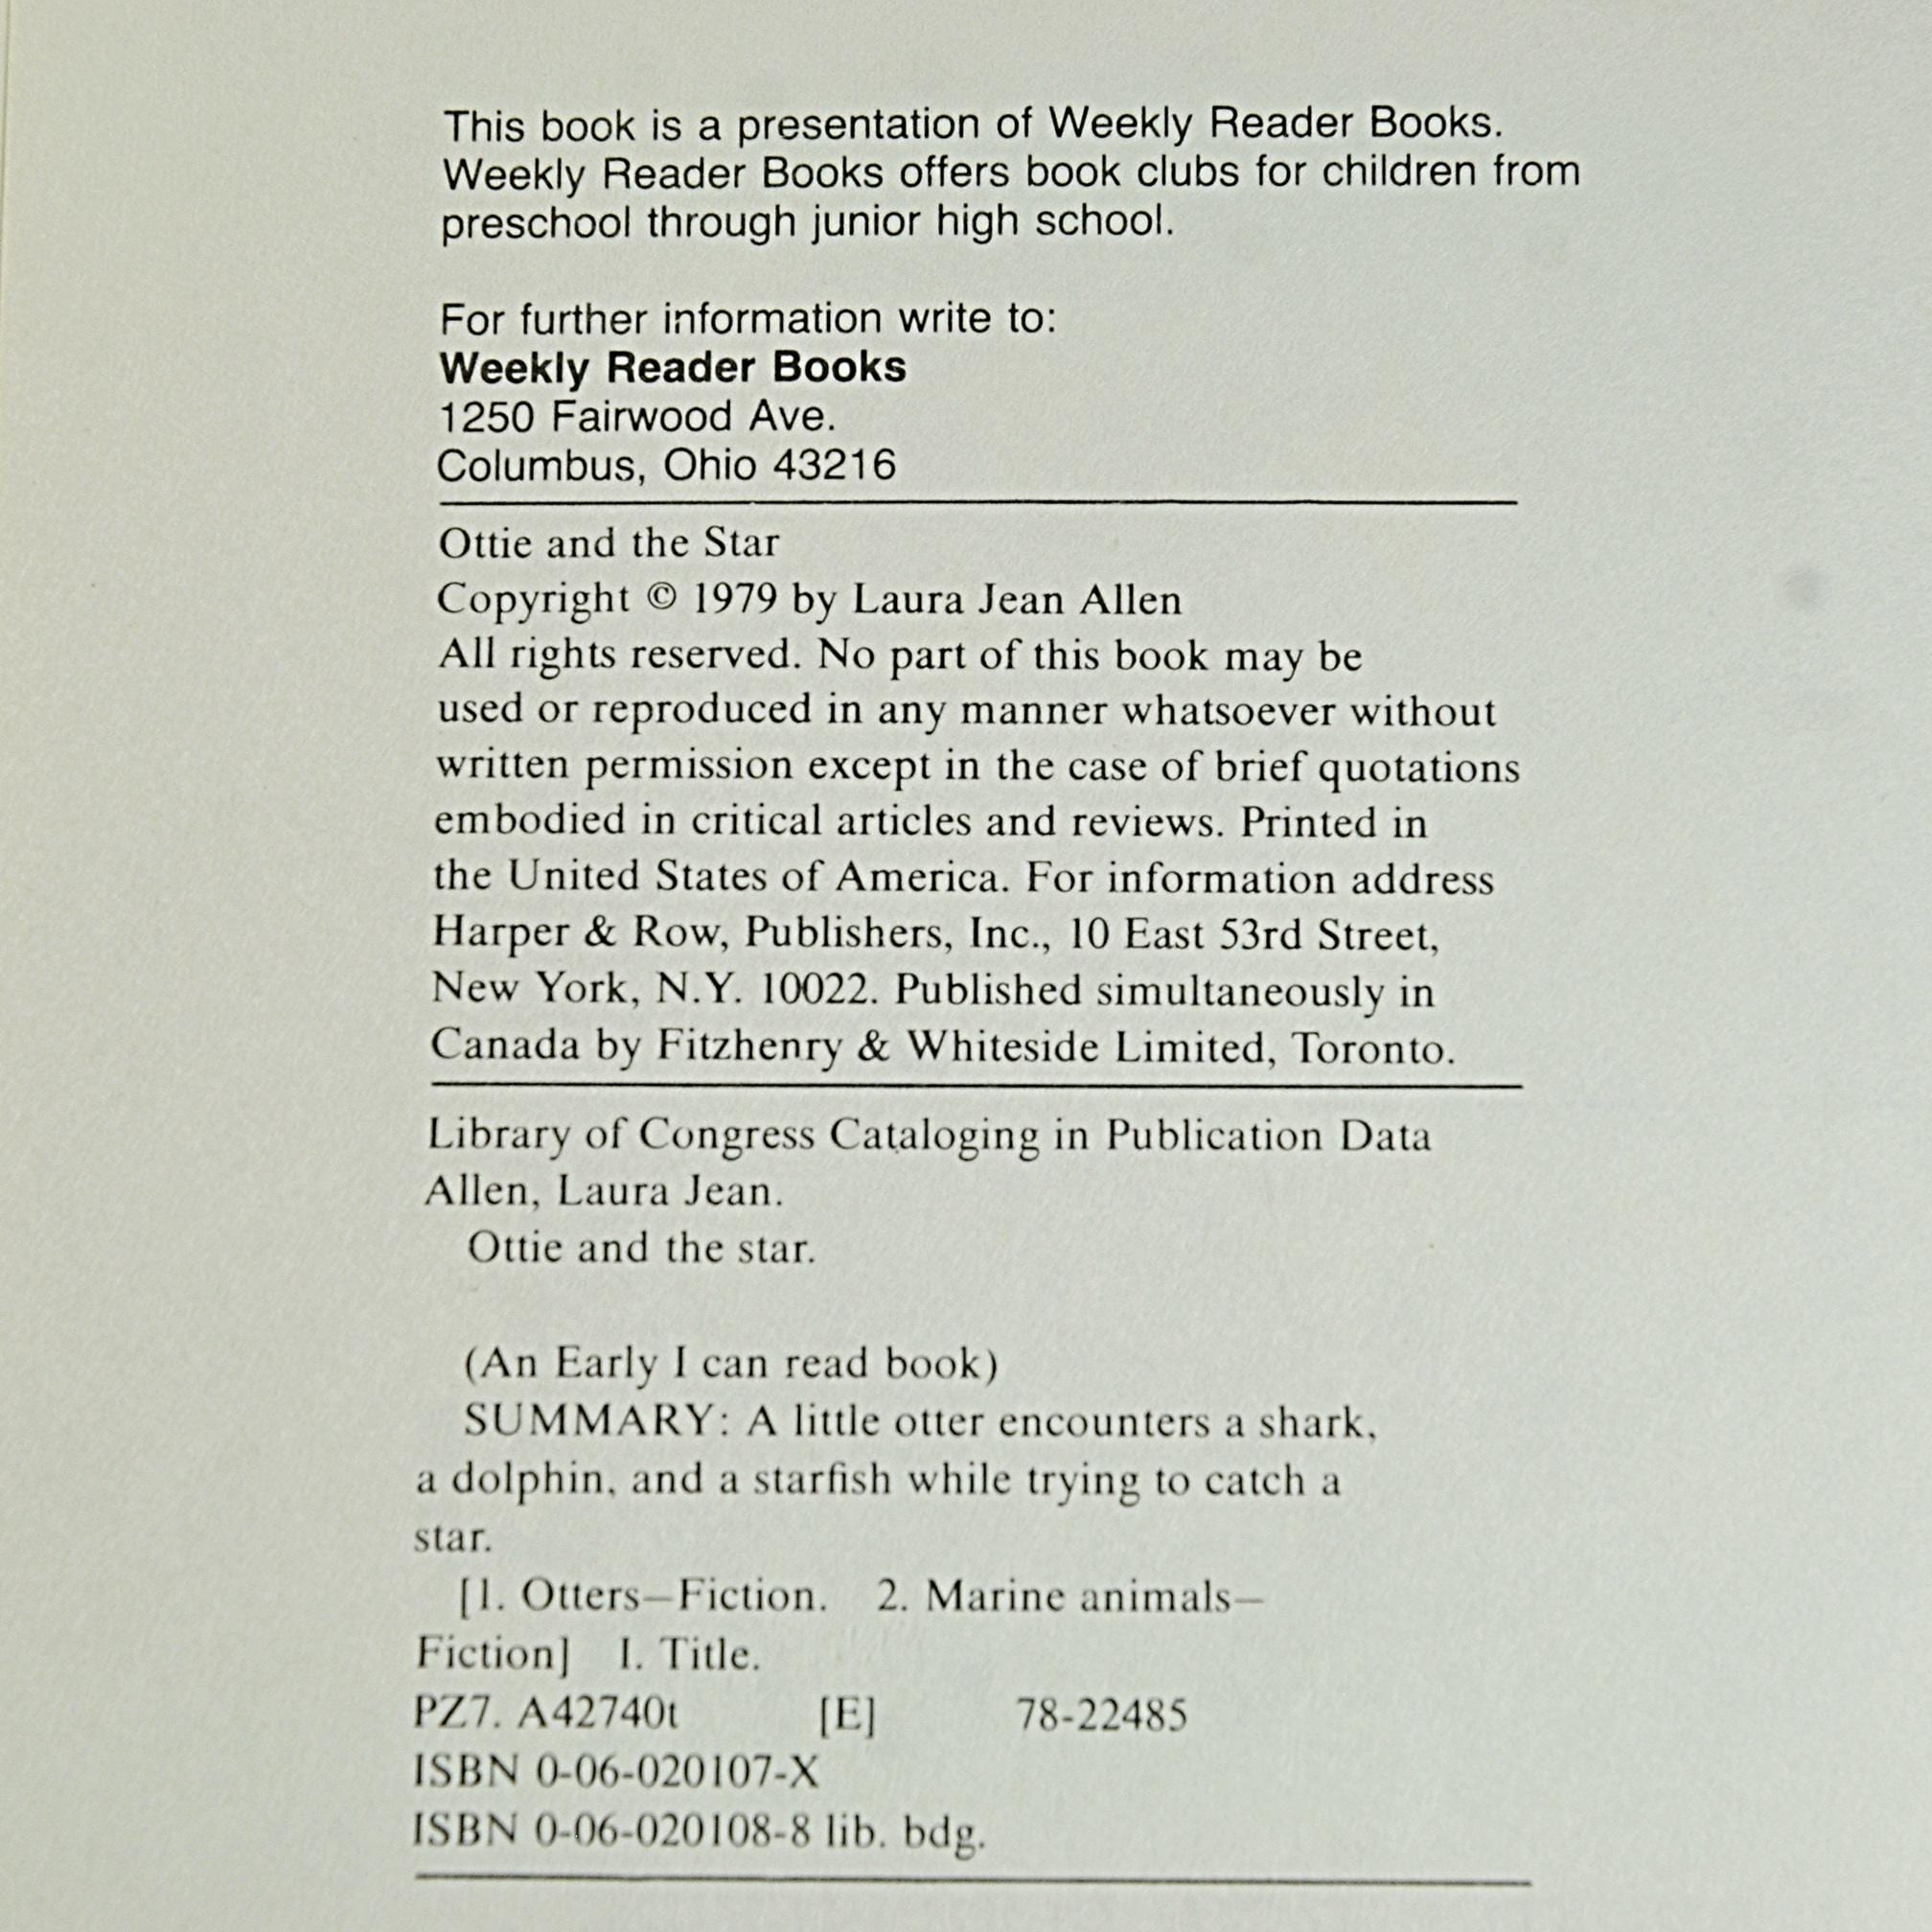 This book is a presentation of Weekly Reader Books.
Weekly Reader Books offers book clubs for children from
preschool through junior high school.
For further information write to:
Weekly Reader Books
1250 Fairwood Ave.
Columbus, Ohio 43216
Ottie and the Star
Copyright © 1979 by Laura Jean Allen
All rights reserved. No part of this book may be
used or reproduced in any manner whatsoever without
written permission except in the case of brief quotations
embodied in critical articles and reviews. Printed in
the United States of America. For information address
Harper & Row, Publishers, Inc., 10 East 53rd Street,
New York, N.Y. 10022. Published simultaneously in
Canada by Fitzhenry & Whiteside Limited, Toronto.
Library of Congress Cataloging in Publication Data
Allen, Laura Jean.
Ottie and the star.
(An Early I can read book)
SUMMARY: A little otter encounters a shark,
a dolphin, and a starfish while trying to catch a
star.
[1. Otters—Fiction. 2. Marine animals—
Fiction] I. Title.
PZ7. A42740t [E] 78-22485
ISBN 0-06-020107-X
ISBN 0-06-020108-8 lib. bdg.